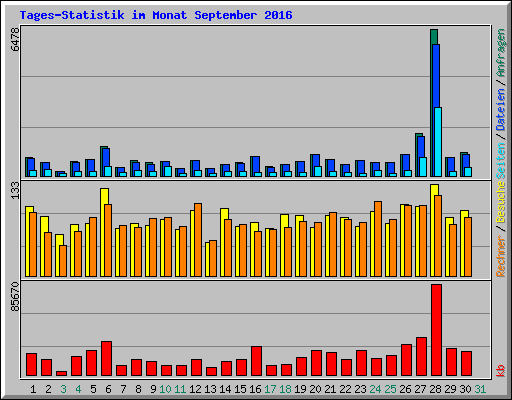 Tages-Statistik im Monat September 2016
6478
133
85670
Rechner / Besuche Seiten / Dateien / Anfragen
kb
1 2 3 4 5 6 7 8 9 10 11 12 13 14 15 16 17 18 19 20 21 22 23 24 25 26 27 28 29 30 31